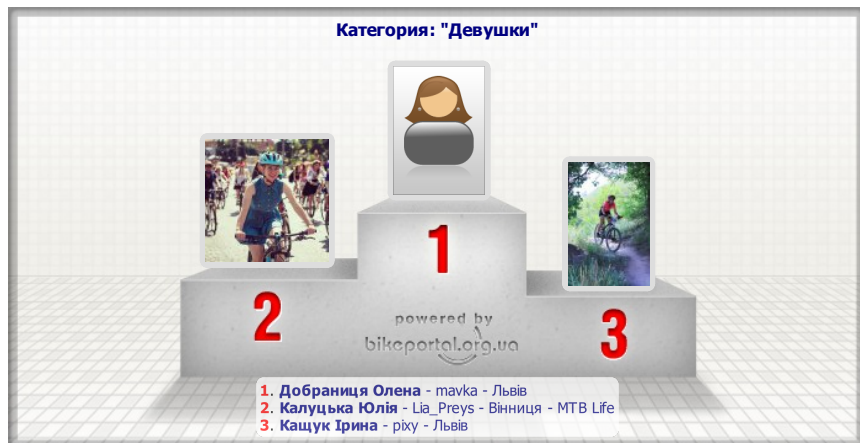 Категория: "Девушки"
1
2
3
powered by
bikeportal.org.ua
1. Добраниця Олена - mavka - Львів
2. Калуцька Юлія - Lia_Preys - Вінниця - MTB Life
3. Кащук Ірина - pixy - Львів